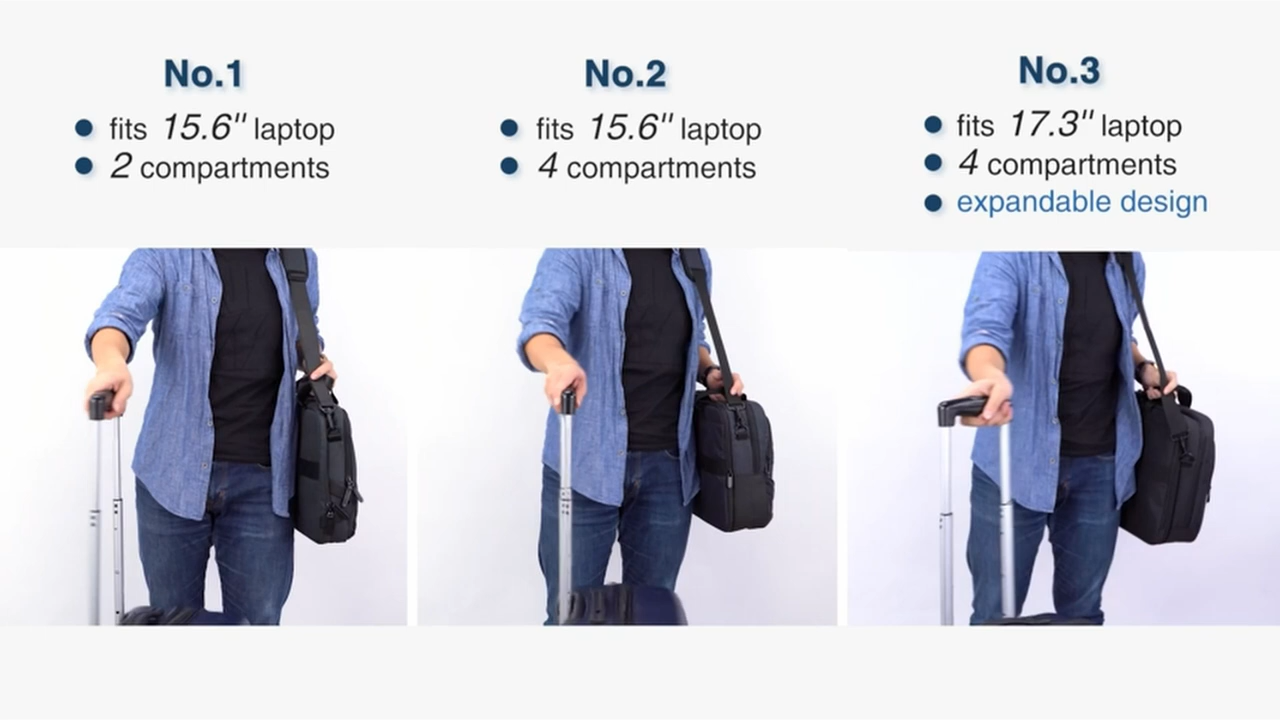 No.1
fits 15.6" laptop
2 compartments
No.2
fits 15.6" laptop
4 compartments
No.3
fits 17.3" laptop
4 compartments
expandable design